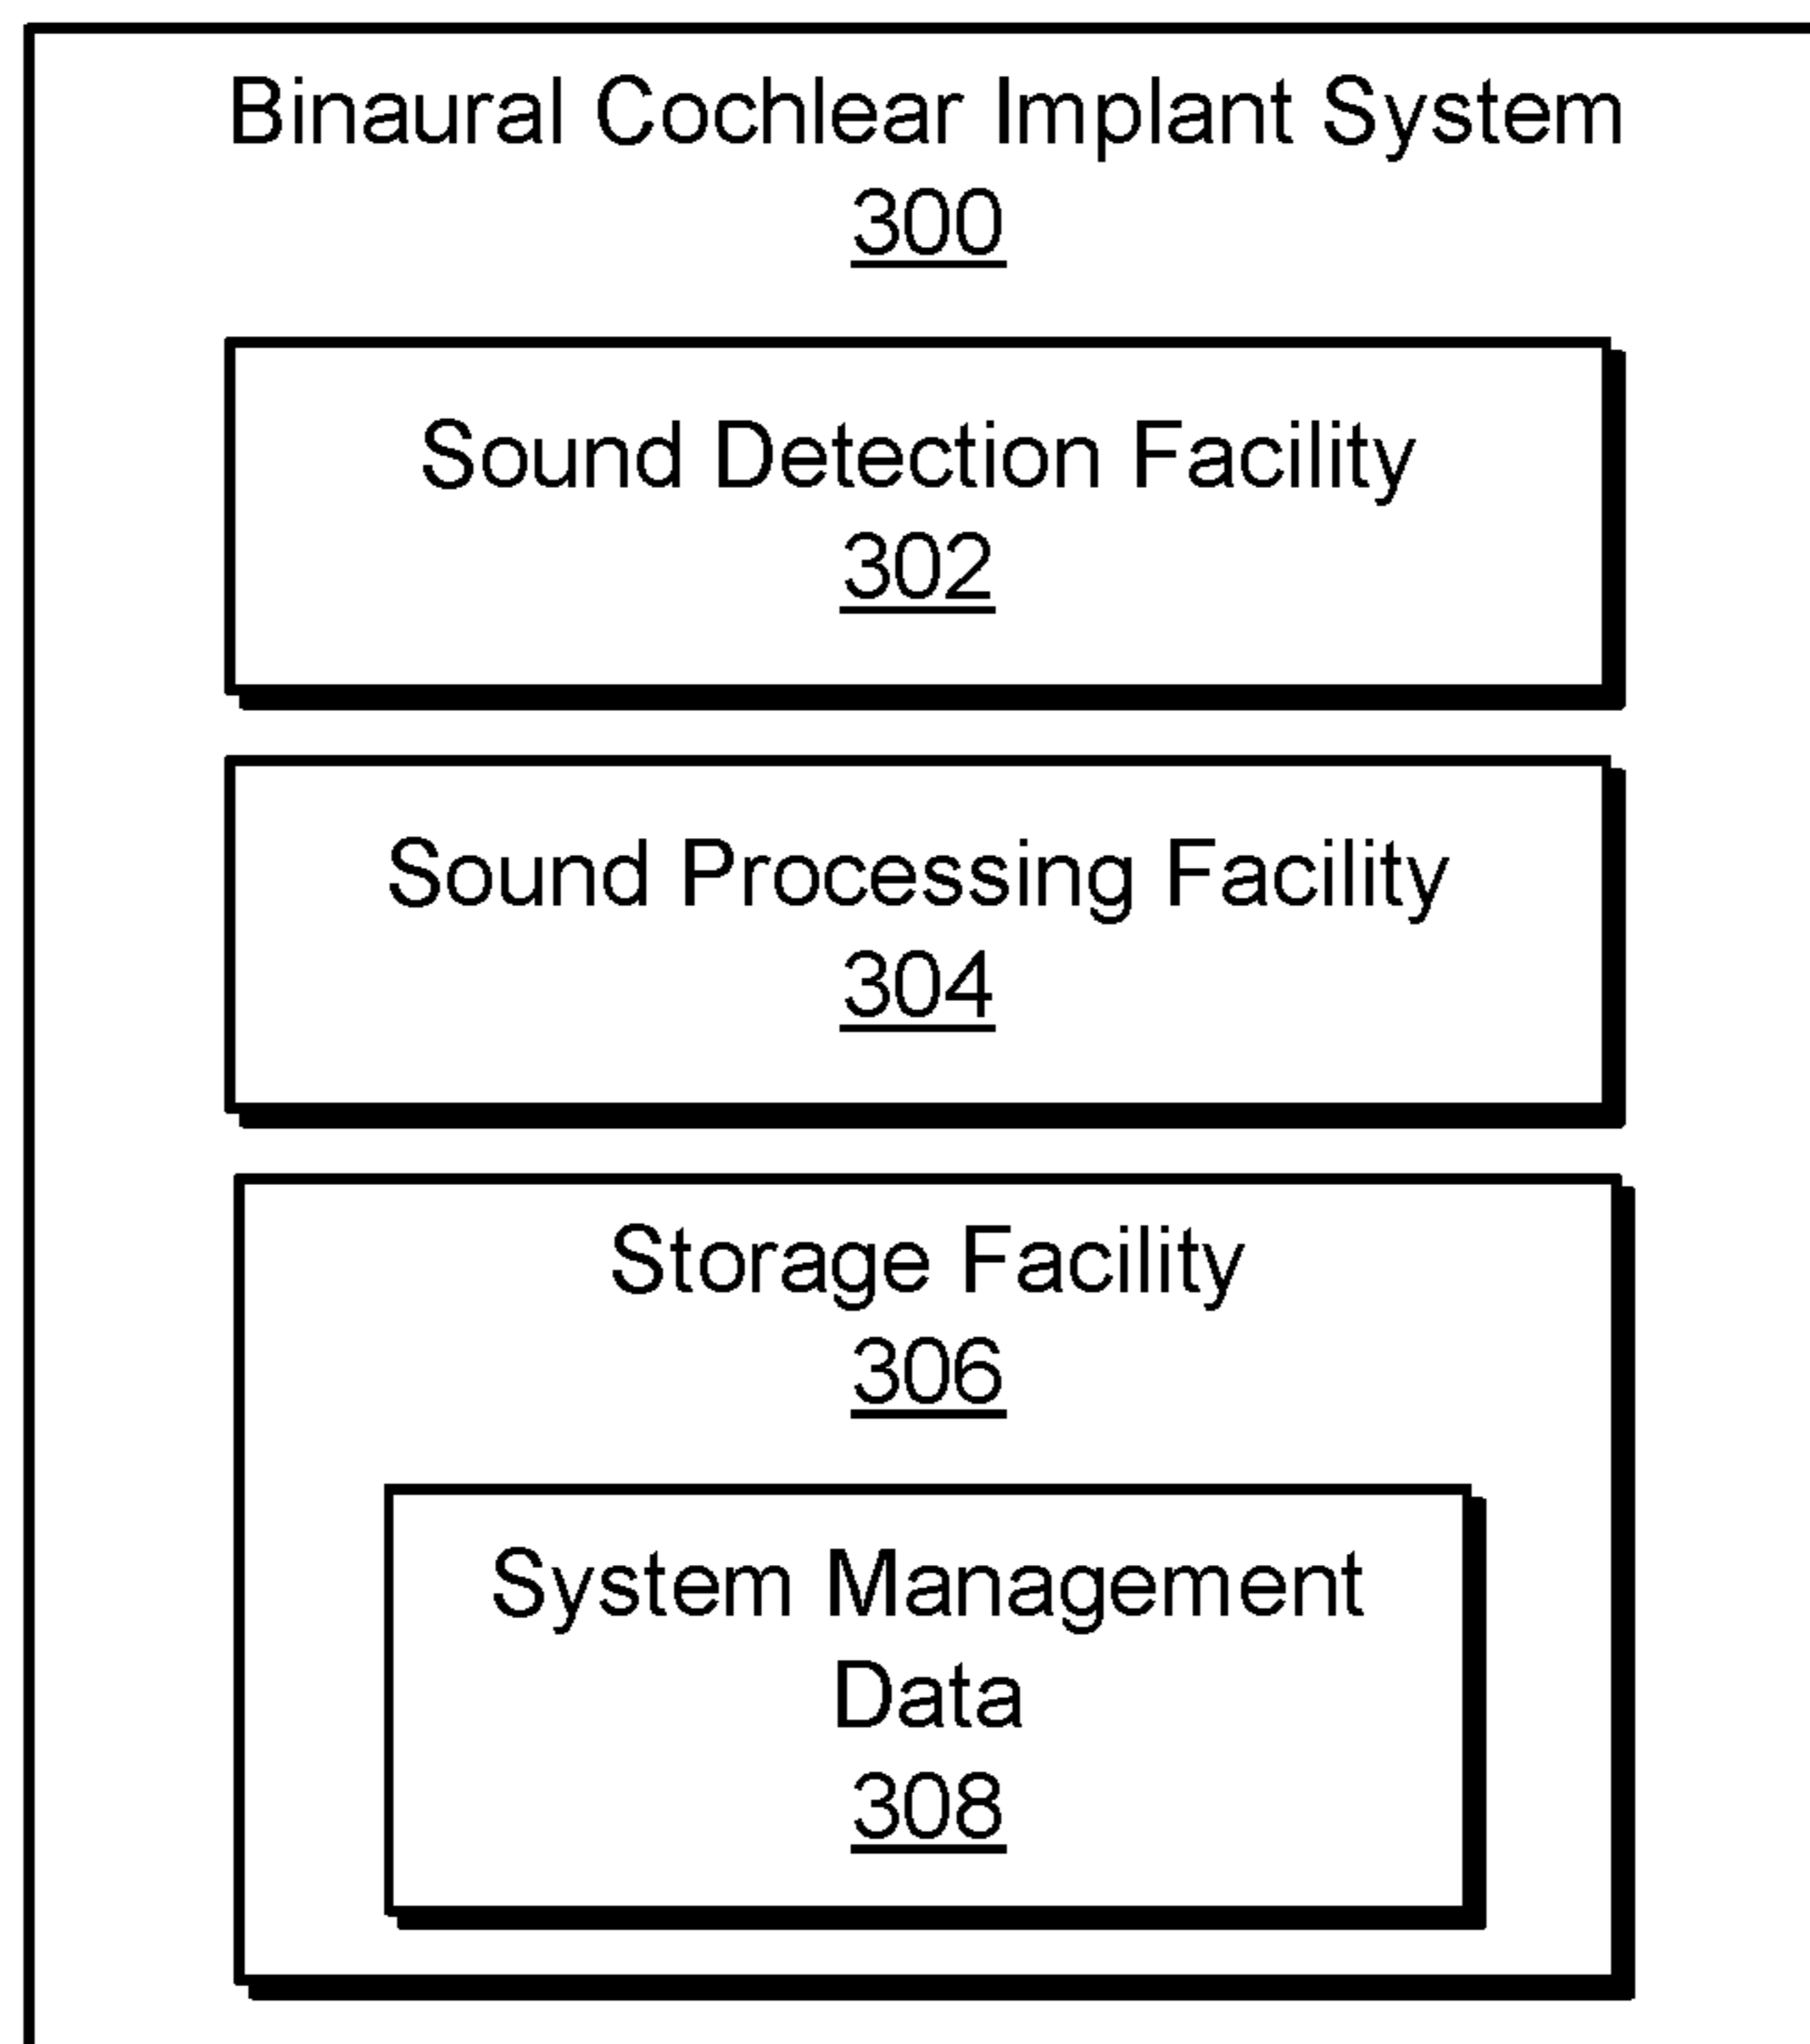 Binaural Cochlear Implant System
300
Sound Detection Facility
302
Sound Processing Facility
304
Storage Facility
306
System Management
Data
308